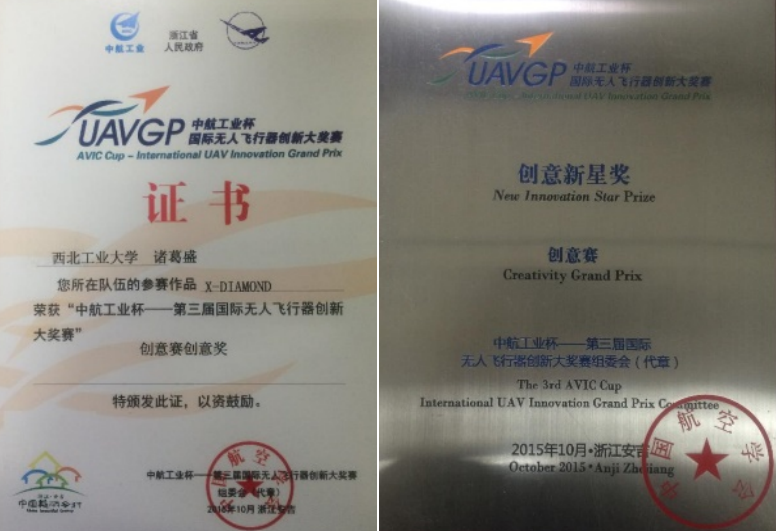 中航工业
浙江省
人民政府
UAVGP 中航工业杯
国际无人飞行器创新大奖赛
AVIC Cup - International UAV Innovation Grand Prix
证书
西北工业大学 诸葛盛
您所在队伍的参赛作品 X-DIAMOND
荣获“中航工业杯——第三届国际无人飞行器创新
大奖赛”
创意赛创意奖
特颁发此证，以资鼓励。
中航工业杯——第三届国际无人飞行器创新大奖赛
组委会（代章）
2015年10月 浙江安吉
UAVGP 中航工业杯
国际无人飞行器创新大奖赛
International UAV Innovation Grand Prix
创意新星奖
New Innovation Star Prize
创意赛
Creativity Grand Prix
中航工业杯——第三届国际
无人飞行器创新大奖赛组委会（代章）
The 3rd AVIC Cup
International UAV Innovation Grand Prix Committee
2015年10月·浙江安吉
October 2015·Anji Zhejiang
中国航空学会